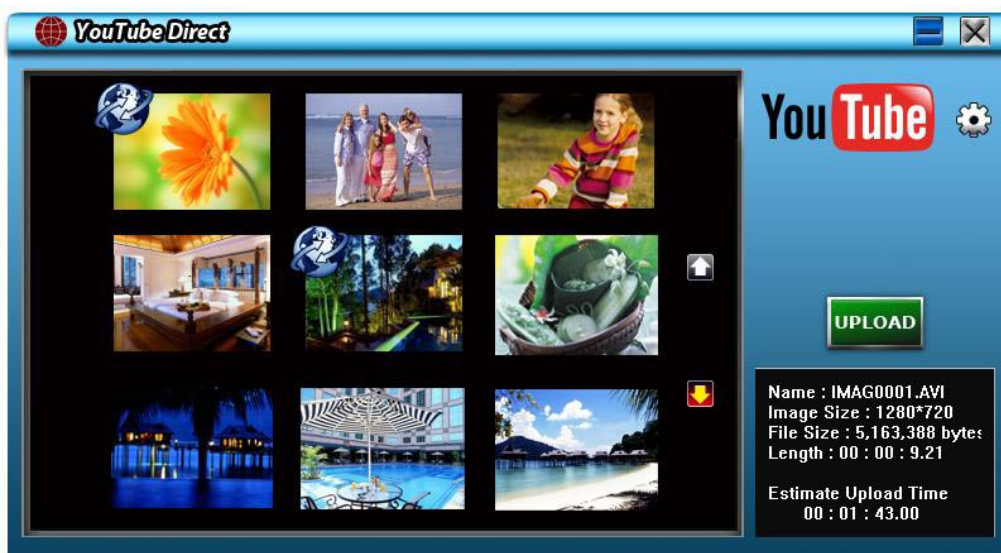 YouTube Direct
YouTube
UPLOAD
Name : IMAG0001.AVI
Image Size : 1280*720
File Size : 5,163,388 bytes
Length : 00 : 00 : 9.21
Estimate Upload Time
00 : 01 : 43.00